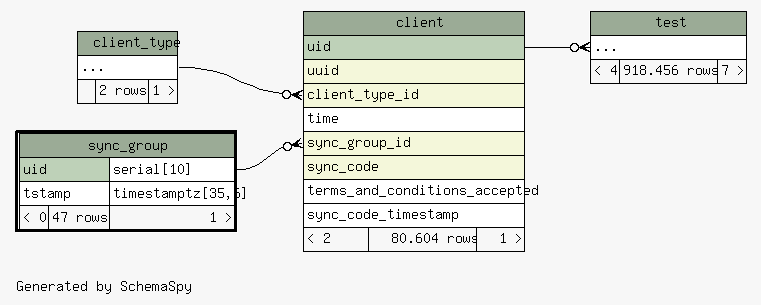 client_type
...
2 rows 1 >
sync_group
uid serial[10]
tstamp timestamptz[35,6]
< 0 47 rows 1 >
client
uid
uuid
client_type_id
time
sync_group_id
sync_code
terms_and_conditions_accepted
sync_code_timestamp
< 2 80.604 rows 1 >
test
...
< 4 918.456 rows 7 >
Generated by SchemaSpy